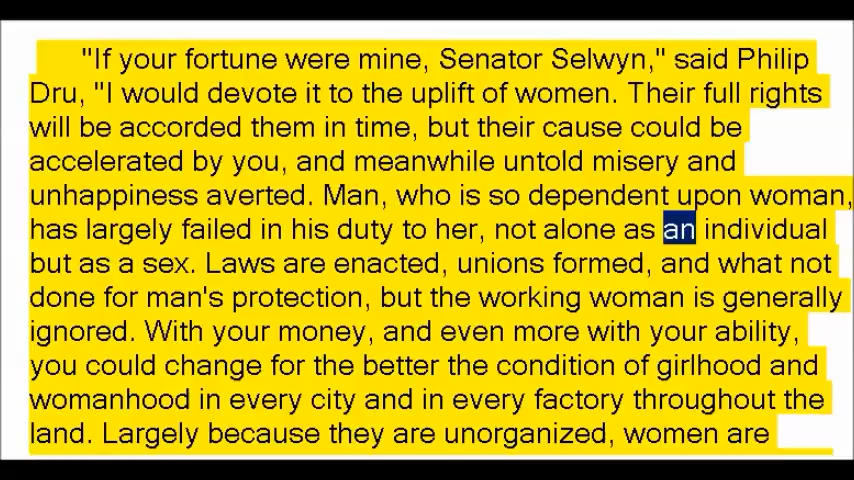 "If your fortune were mine, Senator Selwyn," said Philip
Dru, "I would devote it to the uplift of women. Their full rights
will be accorded them in time, but their cause could be
accelerated by you, and meanwhile untold misery and
unhappiness averted. Man, who is so dependent upon woman,
has largely failed in his duty to her, not alone as an individual
but as a sex. Laws are enacted, unions formed, and what not
done for man's protection, but the working woman is generally
ignored. With your money, and even more with your ability,
you could change for the better the condition of girlhood and
womanhood in every city and in every factory throughout the
land. Largely because they are unorganized, women are